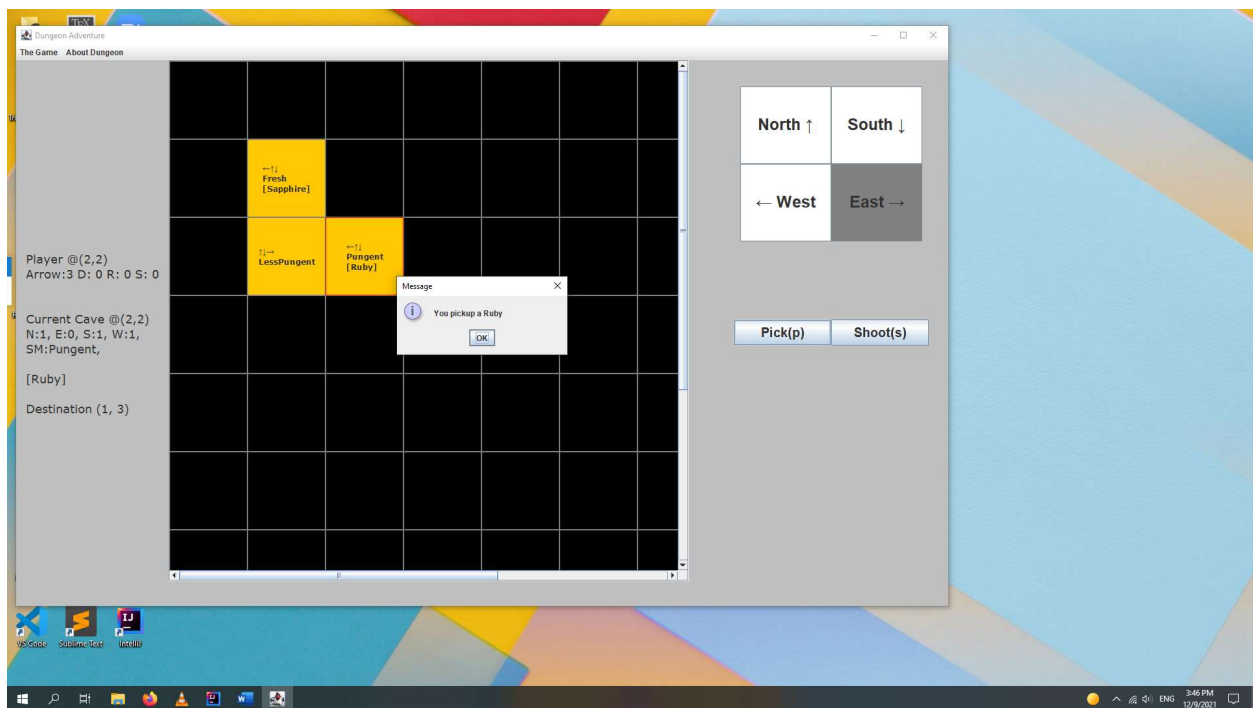 TEX
Dungeon Adventure
The Game About Dungeon
North ↑
South ↓
← West
East →
←↑↓
Fresh
[Sapphire]
↑↓→
LessPungent
←↑↓
Pungent
[Ruby]
Player @(2,2)
Arrow:3 D: 0 R: 0 S: 0
Current Cave @(2,2)
N:1, E:0, S:1, W:1,
SM:Pungent,
[Ruby]
Destination (1, 3)
Message
You pickup a Ruby
OK
Pick(p)
Shoot(s)
IJ
VS Code
Sublime Text
IntelliJ
ENG
3:46 PM
12/9/2021